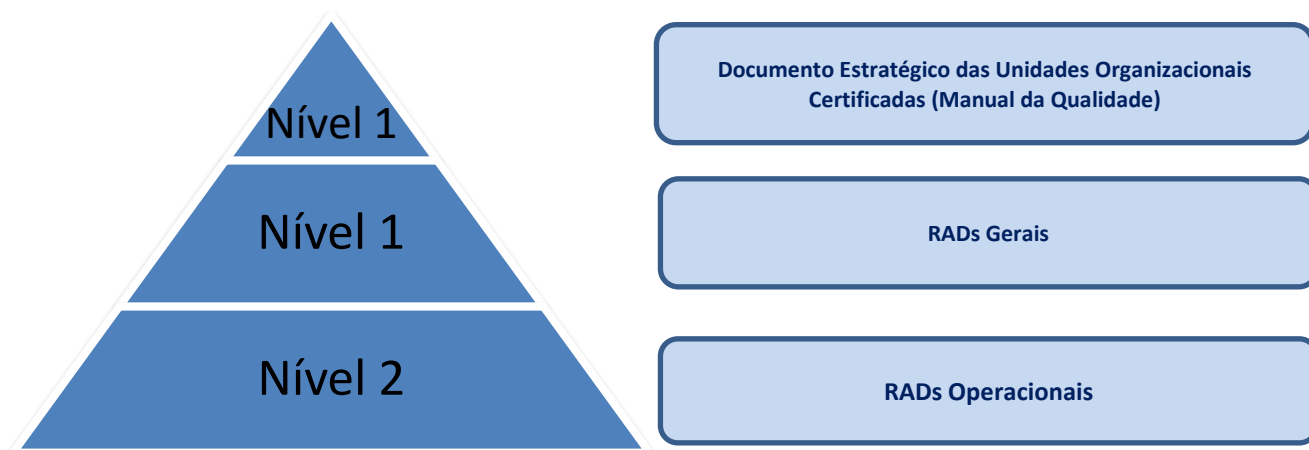 Nível 1
Documento Estratégico das Unidades Organizacionais
Certificadas (Manual da Qualidade)
Nível 1
RADs Gerais
Nível 2
RADs Operacionais